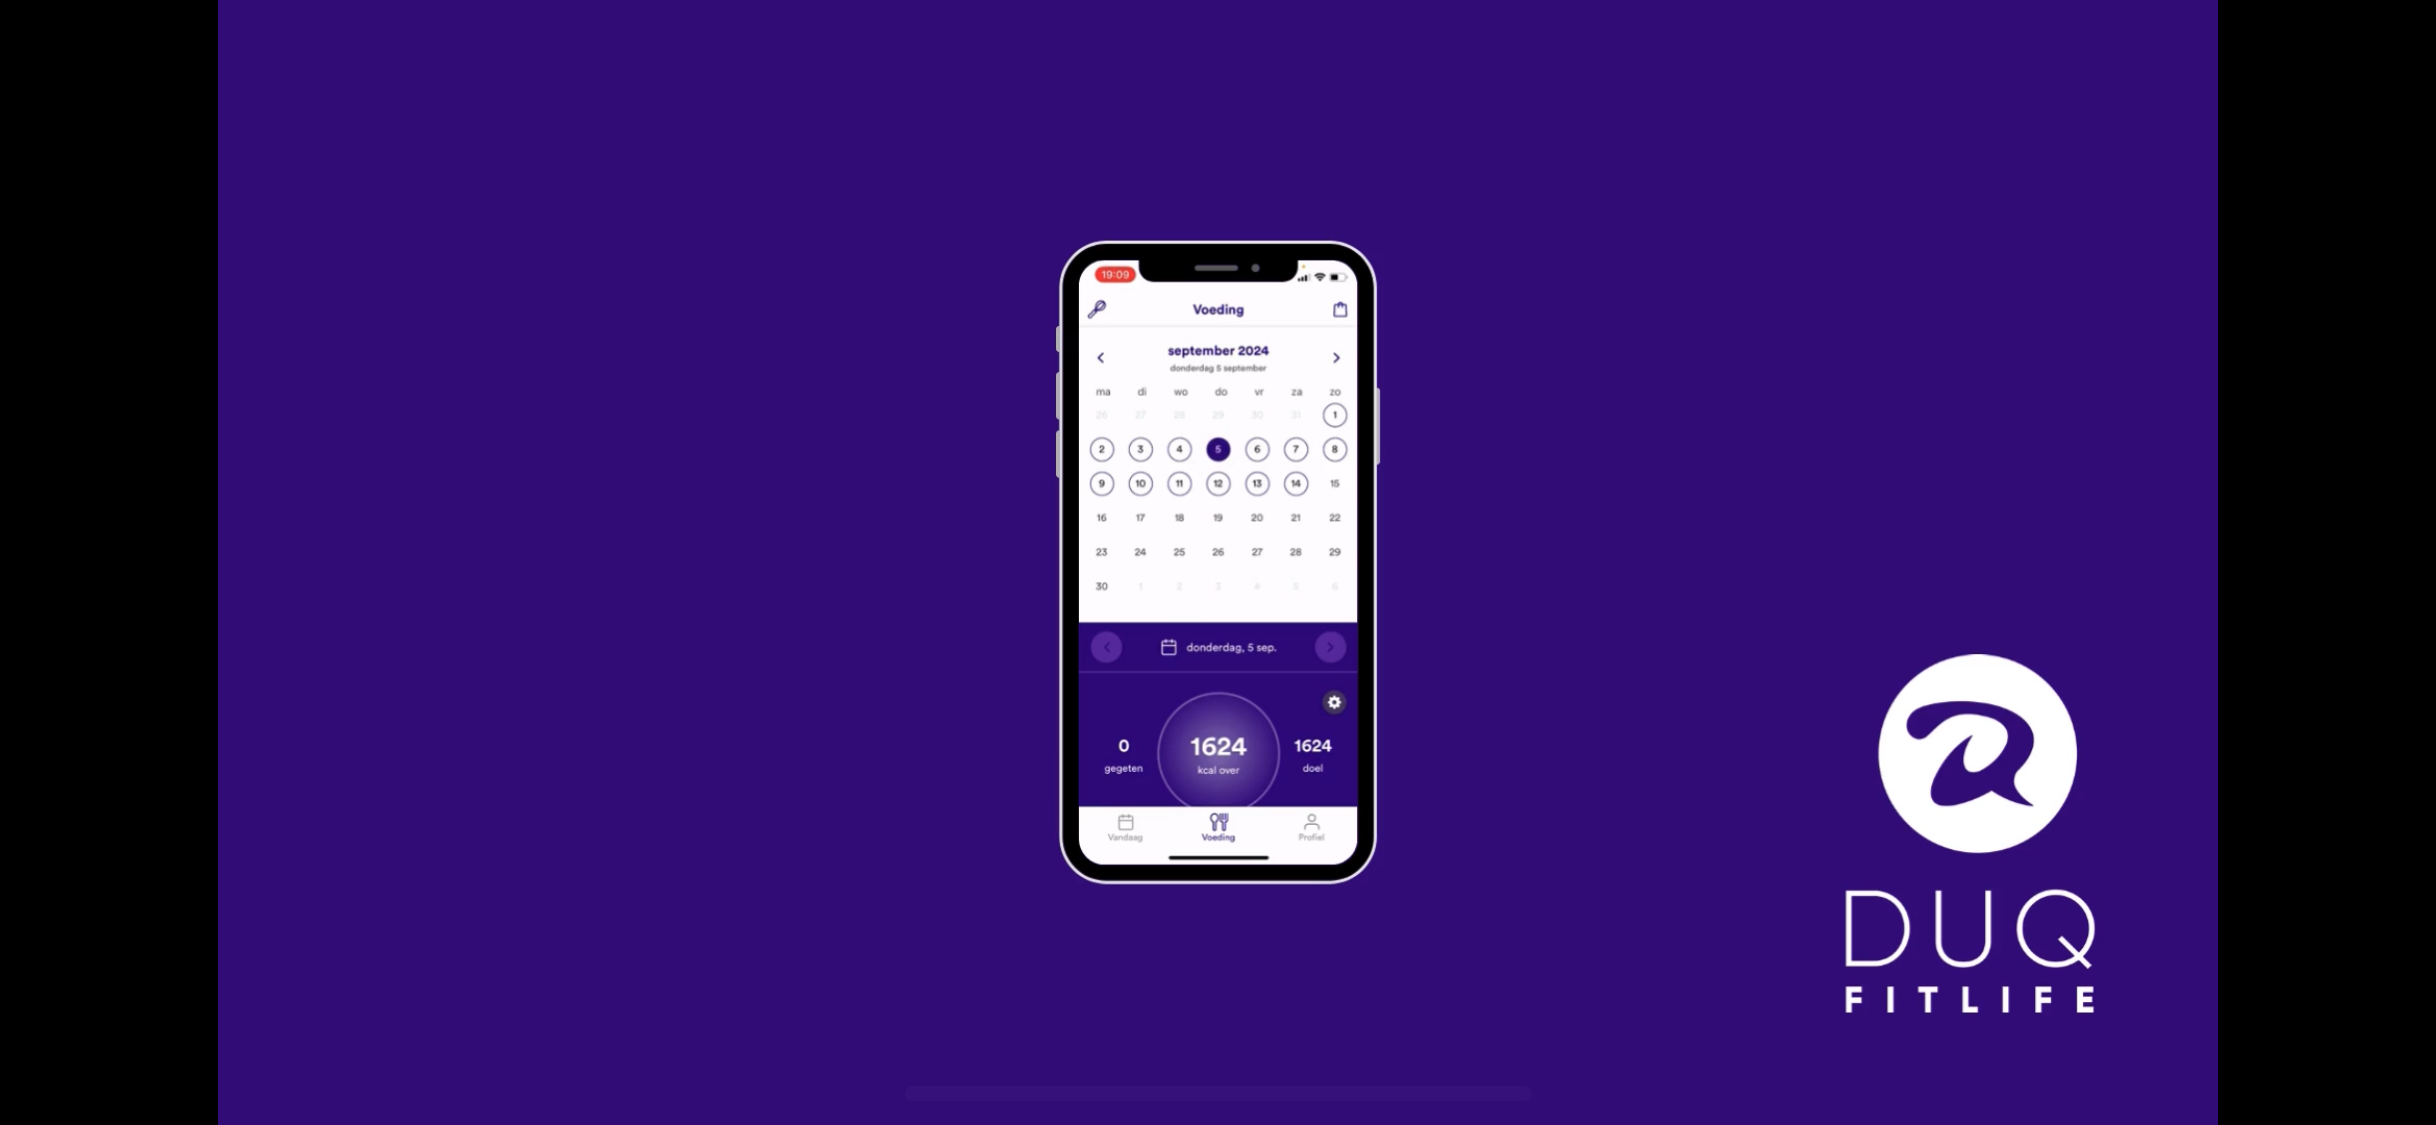 19:09
Voeding
september 2024
donderdag 5 september
ma di wo do vr za zo
26 27 28 29 30 31 1
2 3 4 5 6 7 8
9 10 11 12 13 14 15
16 17 18 19 20 21 22
23 24 25 26 27 28 29
30 1 2 3 4 5 6
donderdag, 5 sep.
0 1624 1624
gegeten kcal over doel
Vandaag Voeding Profiel
DUQ
FITLIFE